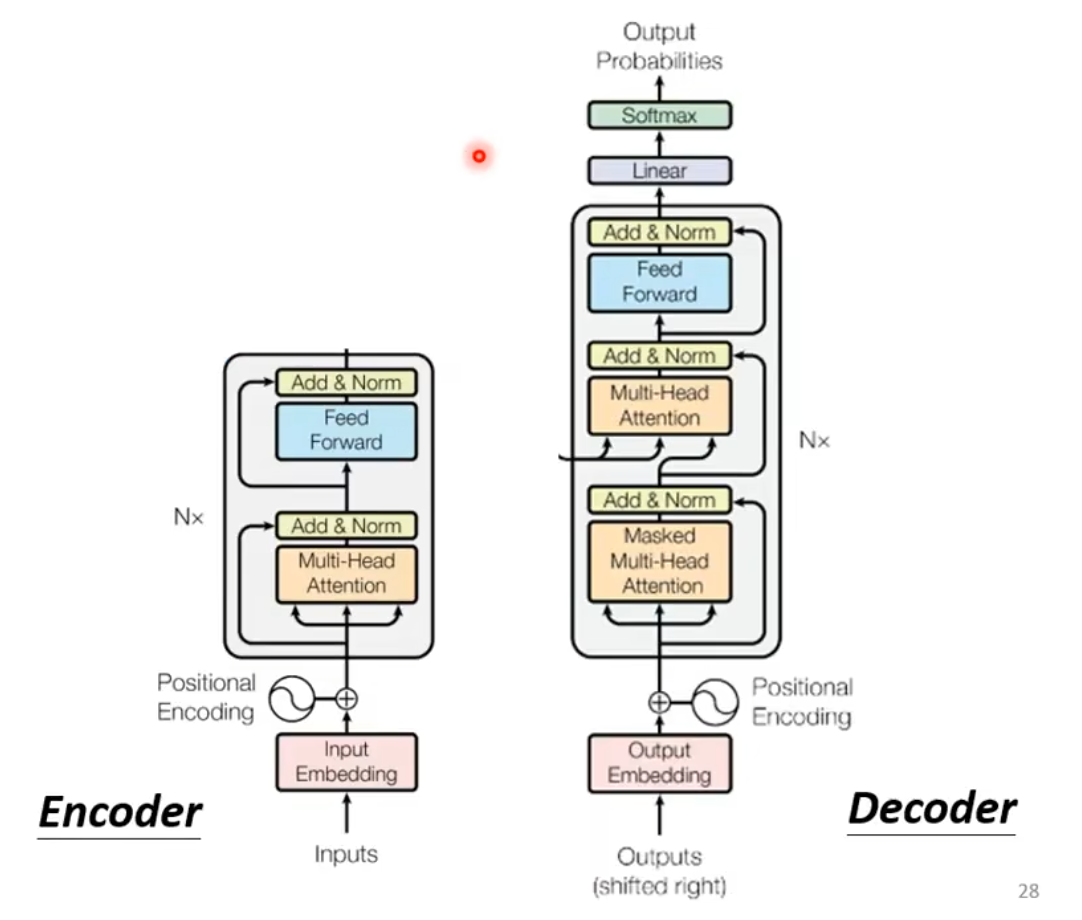 Output
Probabilities
Softmax
Linear
Add & Norm
Feed
Forward
Add & Norm
Multi-Head
Attention
Nx
Add & Norm
Masked
Multi-Head
Attention
Positional
Encoding
Output
Embedding
Outputs
(shifted right)
Decoder
Add & Norm
Feed
Forward
Nx
Add & Norm
Multi-Head
Attention
Positional
Encoding
Input
Embedding
Inputs
Encoder
28